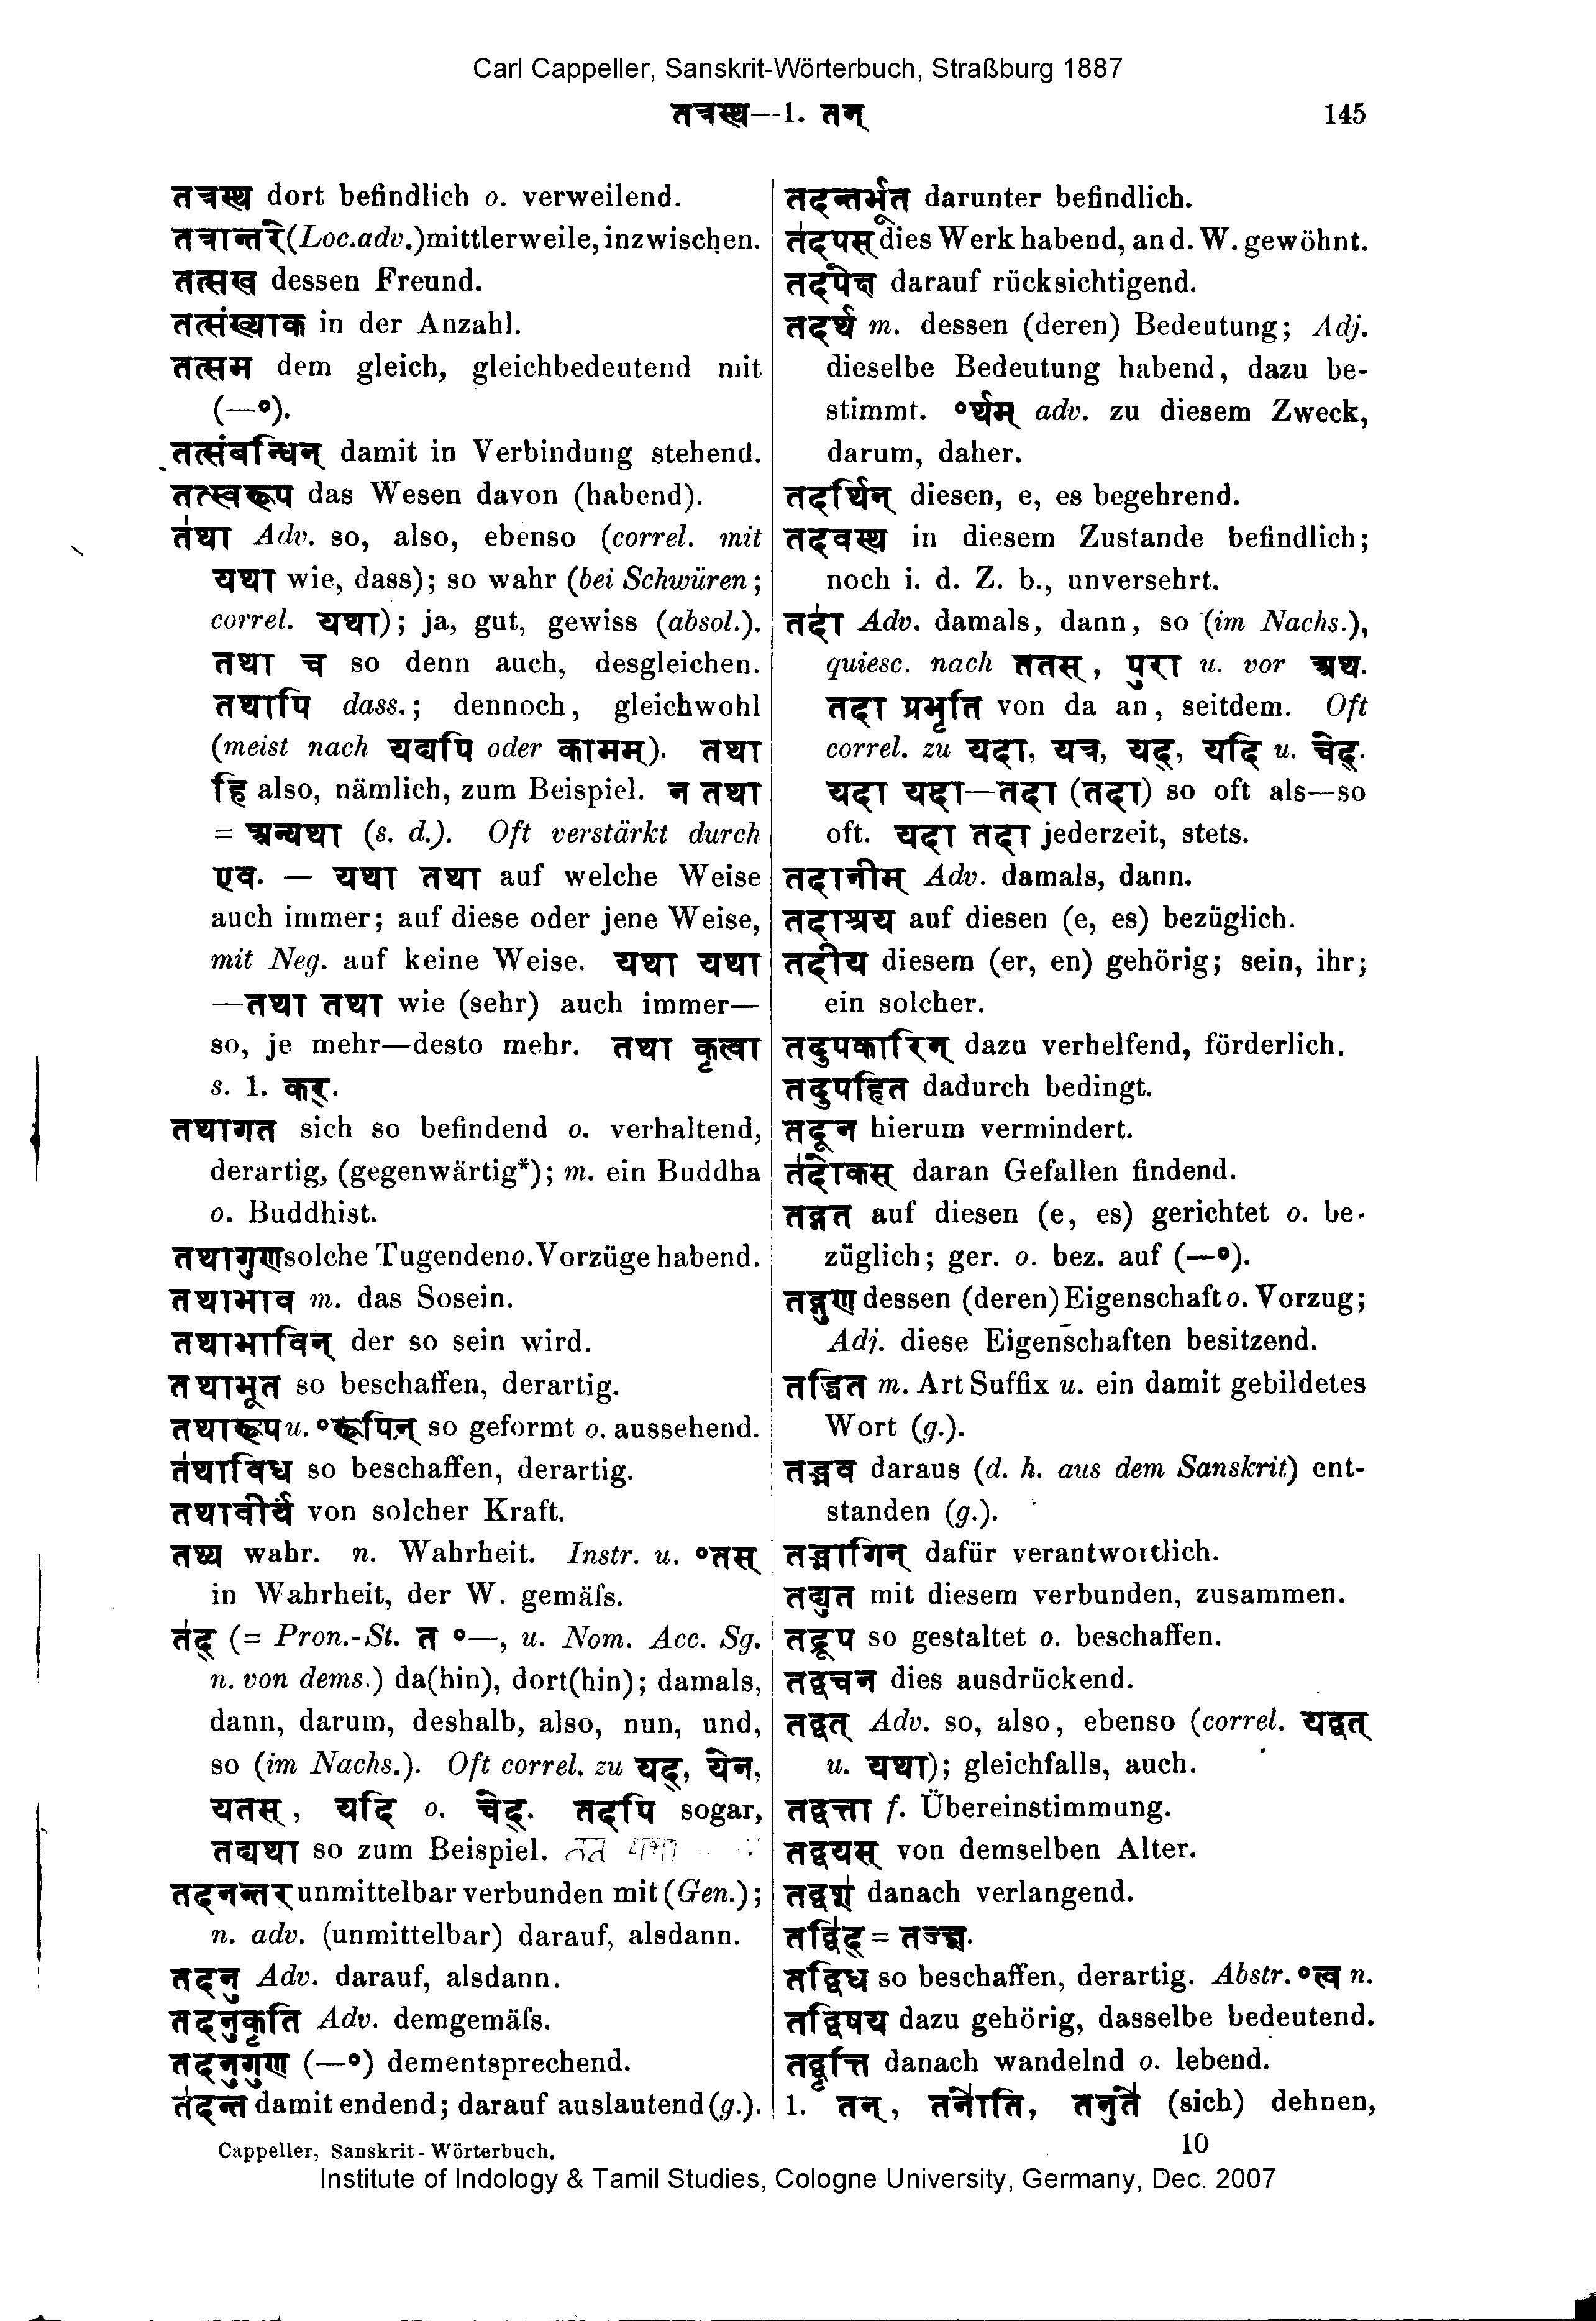 Carl Cappeller, Sanskrit-Wörterbuch, Straßburg 1887
तत्रस्थ—1. तन्
145
तत्रस्थ dort befindlich o. verweilend.
तत्रान्तरे (Loc. adv.) mittlerweile, inzwischen.
तत्सख dessen Freund.
तत्संख्याक in der Anzahl.
तत्सम dem gleich, gleichbedeutend mit
(—°).
तत्संबन्धिन् damit in Verbindung stehend.
तत्स्वरूप das Wesen davon (habend).
त॑था Adv. so, also, ebenso (correl. mit
यथा wie, dass); so wahr (bei Schwüren;
correl. यथा); ja, gut, gewiss (absol.).
तथा च so denn auch, desgleichen.
तथापि dass.; dennoch, gleichwohl
(meist nach यद्यपि oder कामम्). तथा
हि also, nämlich, zum Beispiel. न तथा
= अन्यथा (s. d.). Oft verstärkt durch
एव. — यथा तथा auf welche Weise
auch immer; auf diese oder jene Weise,
mit Neg. auf keine Weise. यथा यथा
—तथा तथा wie (sehr) auch immer—
so, je mehr—desto mehr. तथा कृत्वा
s. 1. कर्.
तथागत sich so befindend o. verhaltend,
derartig, (gegenwärtig*); m. ein Buddha
o. Buddhist.
तथागुण solche Tugenden o. Vorzüge habend.
तथाभाव m. das Sosein.
तथाभाविन् der so sein wird.
तथाभूत so beschaffen, derartig.
तथारूप u. °रूपिन् so geformt o. aussehend.
त॑थाविध so beschaffen, derartig.
तथावीर्य von solcher Kraft.
तथ्य wahr. n. Wahrheit. Instr. u. °तस्
in Wahrheit, der W. gemäſs.
त॑द् (= Pron.-St. त °—, u. Nom. Acc. Sg.
n. von dems.) da(hin), dort(hin); damals,
dann, darum, deshalb, also, nun, und,
so (im Nachs.). Oft correl. zu यद्, येन,
यतस्, यदि o. चेद्. तदपि sogar,
तद्यथा so zum Beispiel.
तदनन्तर unmittelbar verbunden mit (Gen.);
n. adv. (unmittelbar) darauf, alsdann.
तदनु Adv. darauf, alsdann.
तदनुकृति Adv. demgemäſs.
तदनुगुण (—°) dementsprechend.
त॑दन्त damit endend; darauf auslautend (g.).
तदन्तर्भूत darunter befindlich.
त॑दपस् dies Werk habend, an d. W. gewöhnt.
तदपेक्ष darauf rücksichtigend.
तदर्थ m. dessen (deren) Bedeutung; Adj.
dieselbe Bedeutung habend, dazu be-
stimmt. °र्थम् adv. zu diesem Zweck,
darum, daher.
तदर्थिन् diesen, e, es begehrend.
तदवस्थ in diesem Zustande befindlich;
noch i. d. Z. b., unversehrt.
तदा॑ Adv. damals, dann, so (im Nachs.),
quiesc. nach ततस्, पुरा u. vor अथ.
तदा प्रभृति von da an, seitdem. Oft
correl. zu यदा, यत्र, यद्, यदि u. चेद्.
यदा यदा—तदा (तदा) so oft als—so
oft. यदा तदा jederzeit, stets.
तदानीम् Adv. damals, dann.
तदाश्रय auf diesen (e, es) bezüglich.
तदीय diesem (er, en) gehörig; sein, ihr;
ein solcher.
तदुपकारिन् dazu verhelfend, förderlich.
तदुपहित dadurch bedingt.
तदून hierum vermindert.
त॑दोकस् daran Gefallen findend.
तद्गत auf diesen (e, es) gerichtet o. be-
züglich; ger. o. bez. auf (—°).
तद्गुण dessen (deren) Eigenschaft o. Vorzug;
Adj. diese Eigenschaften besitzend.
तद्धित m. Art Suffix u. ein damit gebildetes
Wort (g.).
तद्भव daraus (d. h. aus dem Sanskrit) ent-
standen (g.).
तद्भागिन् dafür verantwortlich.
तद्युत mit diesem verbunden, zusammen.
तद्रूप so gestaltet o. beschaffen.
तद्वचन dies ausdrückend.
तद्वत् Adv. so, also, ebenso (correl. यद्वत्
u. यथा); gleichfalls, auch.
तद्वत्ता f. Übereinstimmung.
तद्वयस् von demselben Alter.
तद्वश॑ danach verlangend.
तद्वि॑द् = तज्ज्ञ.
तद्विध so beschaffen, derartig. Abstr. °त्व n.
तद्विषय dazu gehörig, dasselbe bedeutend.
तद्वृत्ति danach wandelnd o. lebend.
1. तन्, तनो॑ति, तनुते॑ (sich) dehnen,
Cappeller, Sanskrit-Wörterbuch.
10
Institute of Indology & Tamil Studies, Cologne University, Germany, Dec. 2007